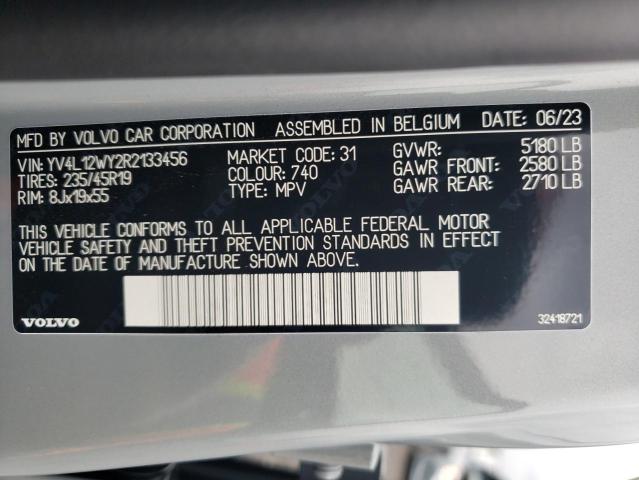 MFD BY VOLVO CAR CORPORATION ASSEMBLED IN BELGIUM DATE: 06/23
VIN: YV4L12WY2R2133456 MARKET CODE: 31 GVWR: 5180 LB
TIRES: 235/45R19 COLOUR: 740 GAWR FRONT: 2580 LB
RIM: 8Jx19x55 TYPE: MPV GAWR REAR: 2710 LB
THIS VEHICLE CONFORMS TO ALL APPLICABLE FEDERAL MOTOR
VEHICLE SAFETY AND THEFT PREVENTION STANDARDS IN EFFECT
ON THE DATE OF MANUFACTURE SHOWN ABOVE.
VOLVO 32418721